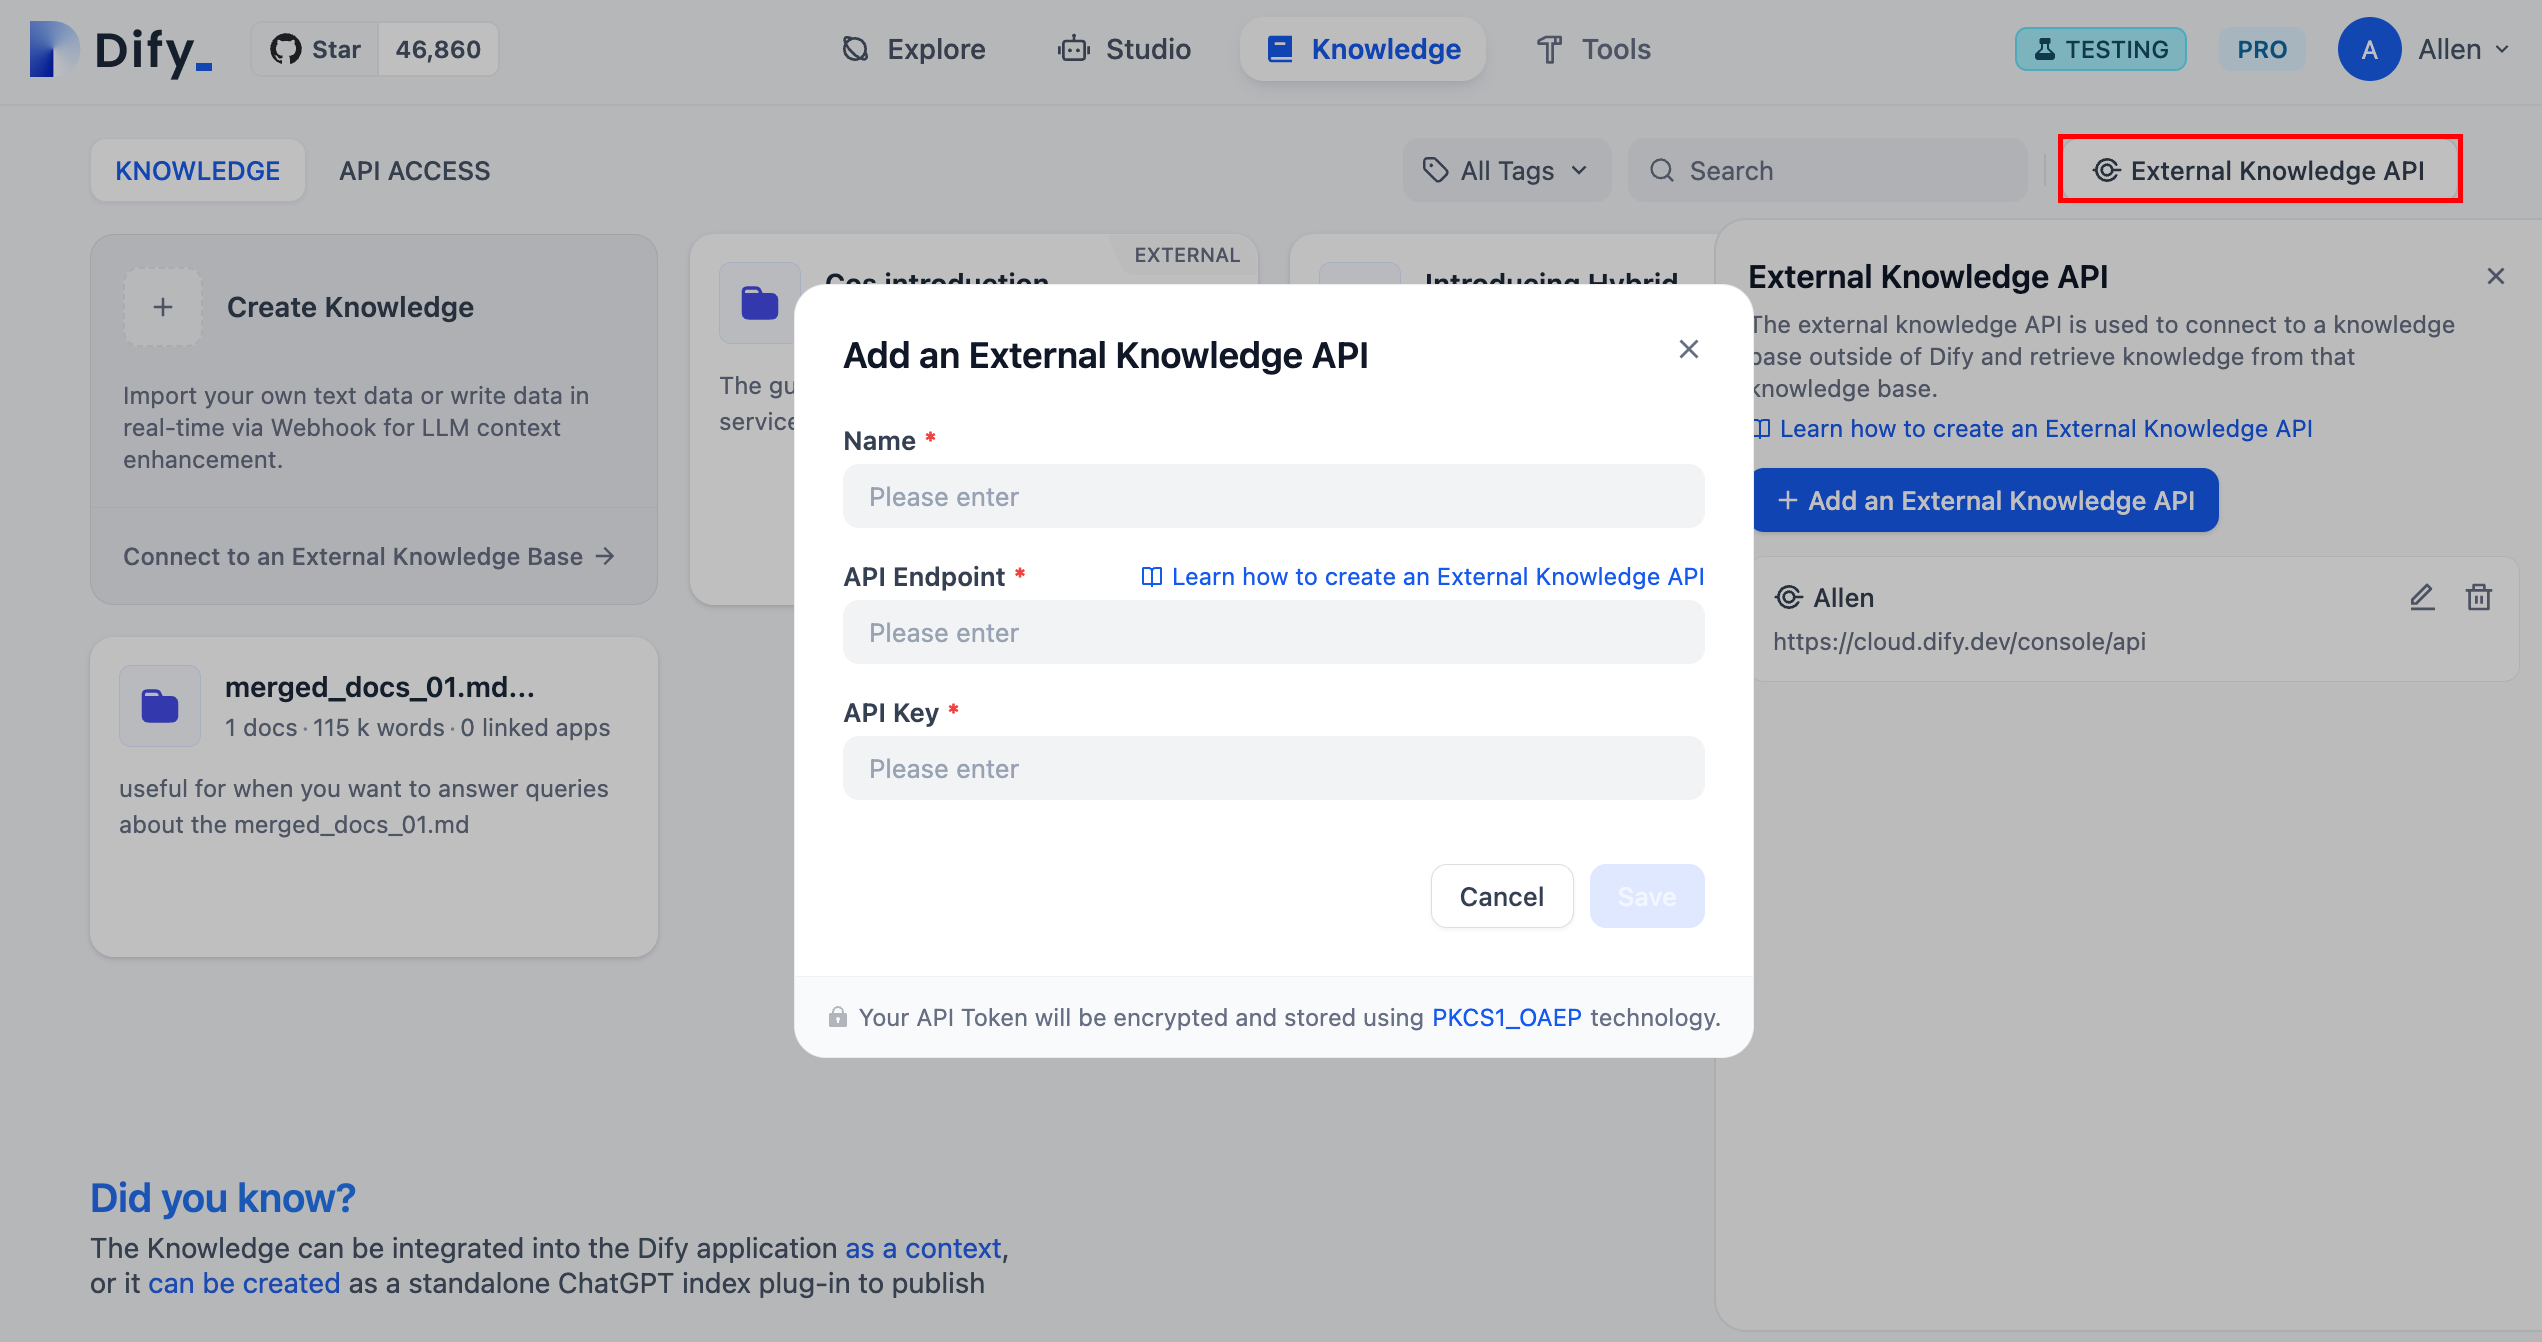 Dify_
Star 46,860
Explore
Studio
Knowledge
Tools
TESTING
PRO
A Allen
KNOWLEDGE
API ACCESS
All Tags
Search
External Knowledge API
Create Knowledge
Import your own text data or write data in
real-time via Webhook for LLM context
enhancement.
Connect to an External Knowledge Base
EXTERNAL
Cos introduction
The
service
Introducing Hybrid
merged_docs_01.md...
1 docs · 115 k words · 0 linked apps
useful for when you want to answer queries
about the merged_docs_01.md
Add an External Knowledge API
Name *
Please enter
API Endpoint *
Learn how to create an External Knowledge API
Please enter
API Key *
Please enter
Cancel
Save
Your API Token will be encrypted and stored using PKCS1_OAEP technology.
External Knowledge API
The external knowledge API is used to connect to a knowledge
base outside of Dify and retrieve knowledge from that
knowledge base.
Learn how to create an External Knowledge API
+ Add an External Knowledge API
Allen
https://cloud.dify.dev/console/api
Did you know?
The Knowledge can be integrated into the Dify application as a context,
or it can be created as a standalone ChatGPT index plug-in to publish